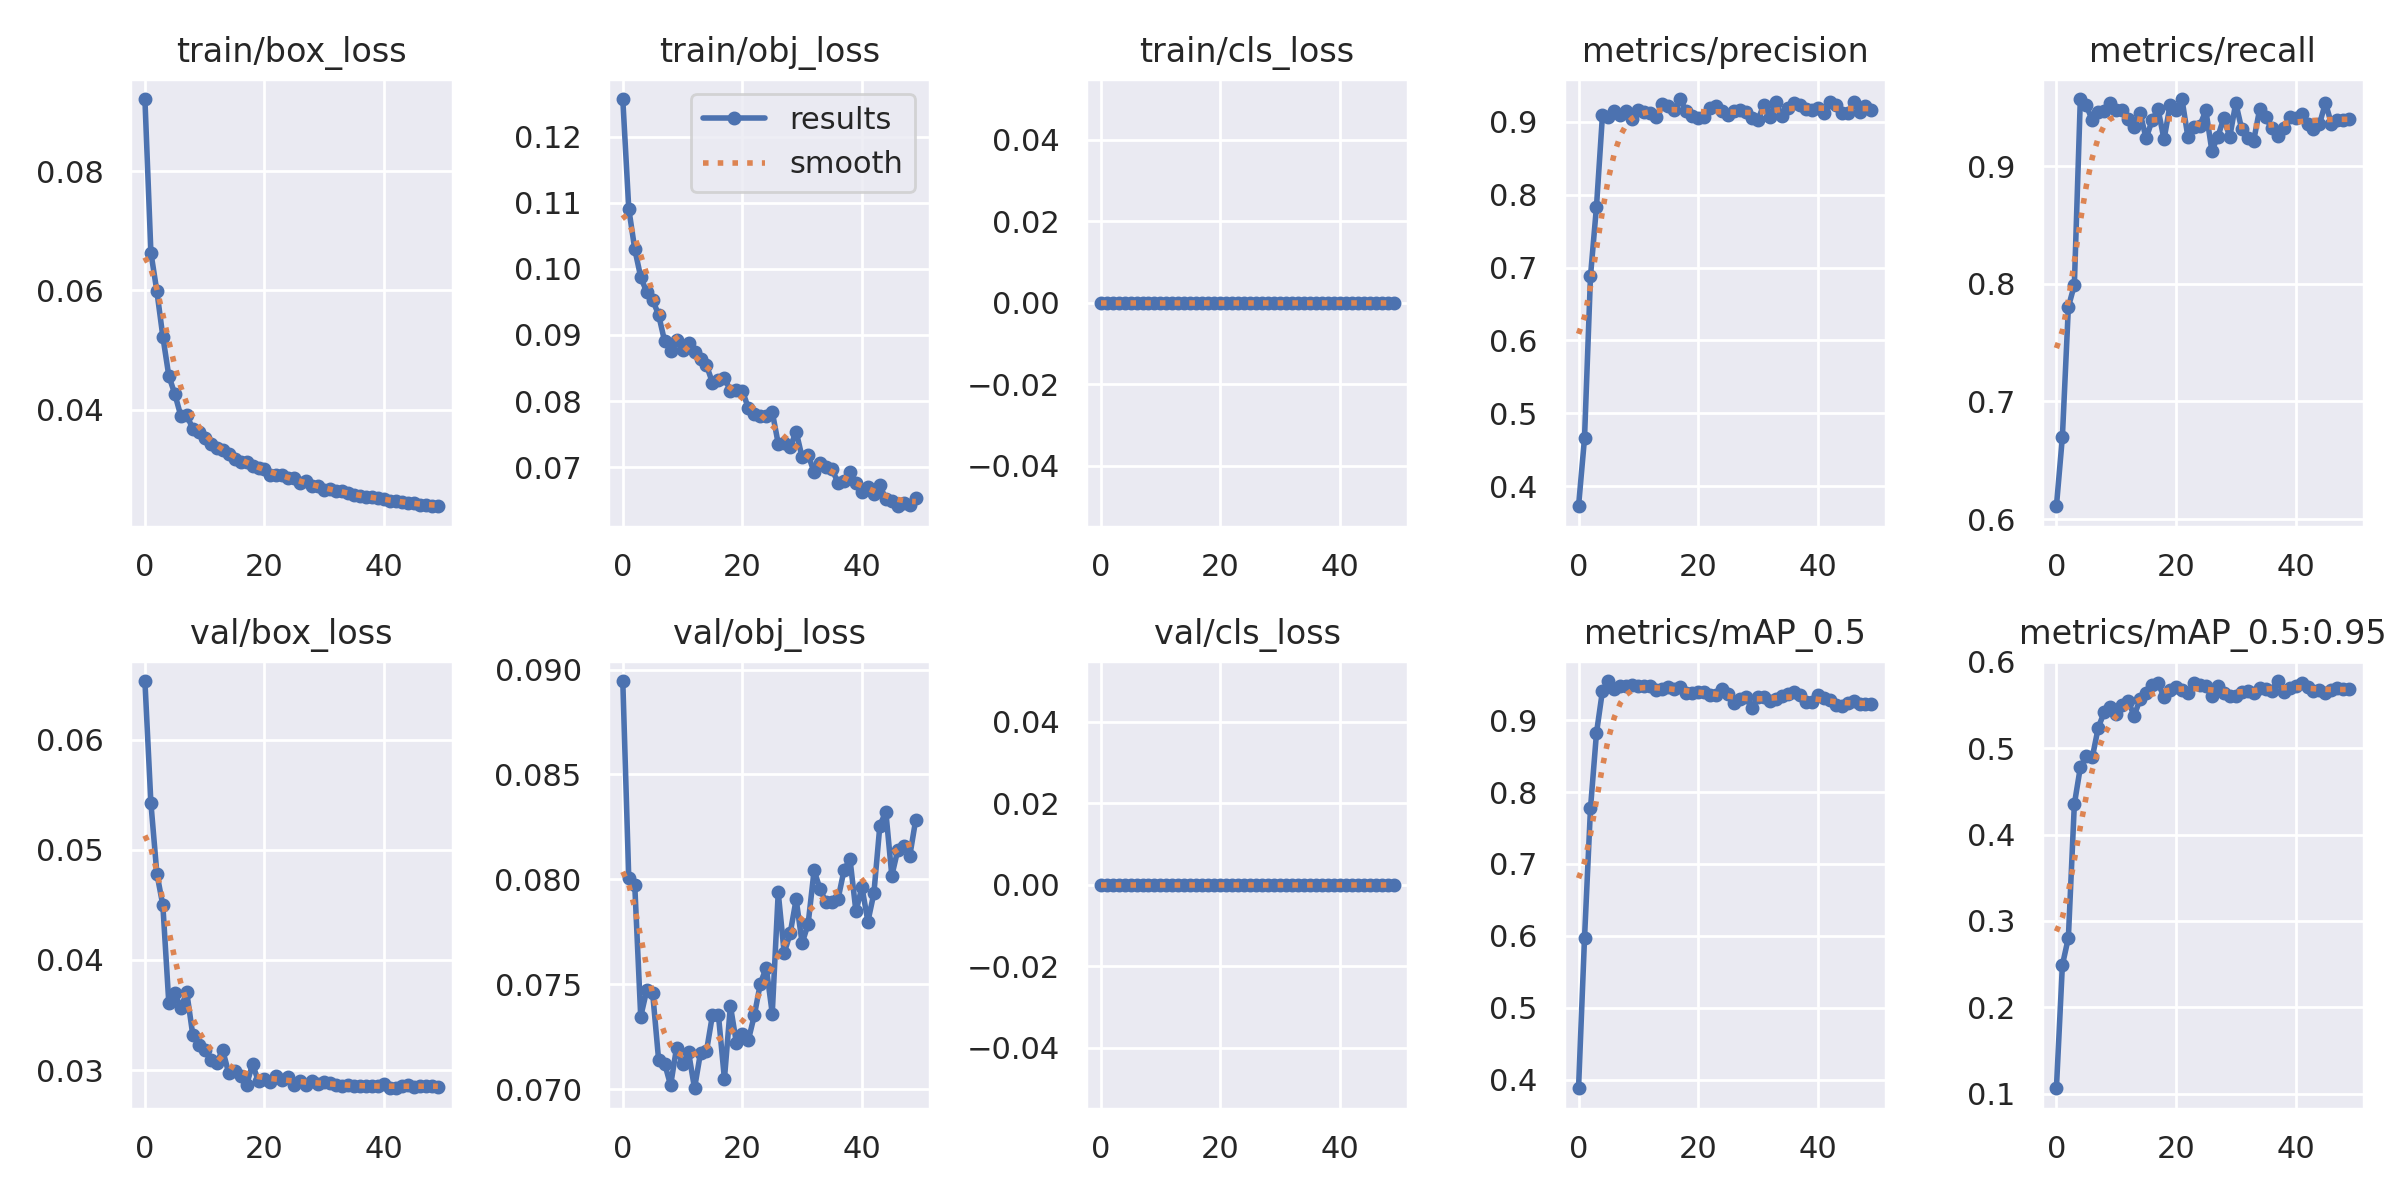 train/box_loss
0.08
0.06
0.04
0 20 40
train/obj_loss
results
smooth
0.12
0.11
0.10
0.09
0.08
0.07
0 20 40
train/cls_loss
0.04
0.02
0.00
−0.02
−0.04
0 20 40
metrics/precision
0.9
0.8
0.7
0.6
0.5
0.4
0 20 40
metrics/recall
0.9
0.8
0.7
0.6
0 20 40
val/box_loss
0.06
0.05
0.04
0.03
0 20 40
val/obj_loss
0.090
0.085
0.080
0.075
0.070
0 20 40
val/cls_loss
0.04
0.02
0.00
−0.02
−0.04
0 20 40
metrics/mAP_0.5
0.9
0.8
0.7
0.6
0.5
0.4
0 20 40
metrics/mAP_0.5:0.95
0.6
0.5
0.4
0.3
0.2
0.1
0 20 40